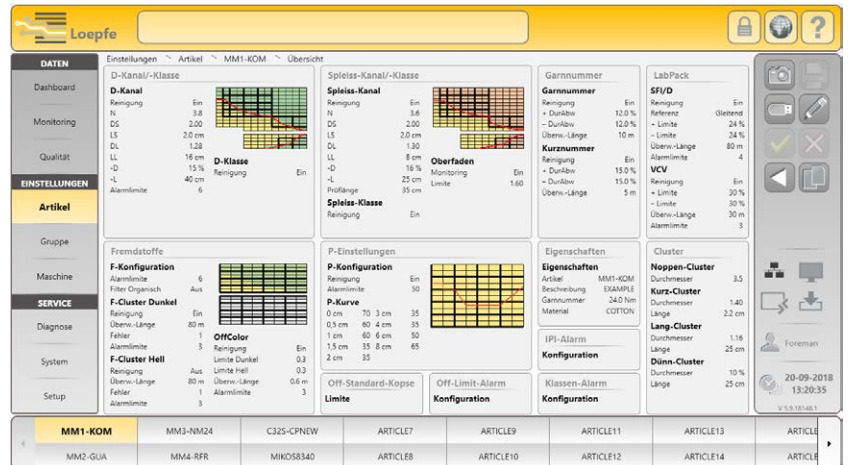 Loepfe
?
DATEN
Dashboard
Monitoring
Qualität
EINSTELLUNGEN
Artikel
Gruppe
Maschine
SERVICE
Diagnose
System
Setup
Einstellungen Artikel MM1-KOM Übersicht
D-Kanal/-Klasse
D-Kanal
Reinigung Ein
N 3.8
DS 2.00
LS 2.0 cm
DL 1.28
LL 16 cm
-D 15 %
-L 40 cm
Alarmlimite 6
D-Klasse
Reinigung Ein
Spleiss-Kanal/-Klasse
Spleiss-Kanal
Reinigung Ein
N 3.6
DS 2.00
LS 2.0 cm
DL 1.30
LL 8 cm
-D 16 %
-L 25 cm
Prüflänge 35 cm
Spleiss-Klasse
Reinigung Ein
Oberfaden
Monitoring Ein
Limite 1.60
Garnnummer
Garnnummer
Reinigung Ein
+ DurAbw 12.0 %
− DurAbw 12.0 %
Überw.-Länge 10 m
Kurznummer
Reinigung Ein
+ DurAbw 15.0 %
− DurAbw 15.0 %
Überw.-Länge 5 m
LabPack
SFI/D
Reinigung Ein
Referenz Gleitend
+ Limite 24 %
− Limite 24 %
Überw.-Länge 80 m
Alarmlimite 4
VCV
Reinigung Ein
+ Limite 30 %
− Limite 30 %
Überw.-Länge 30 m
Alarmlimite 3
Fremdstoffe
F-Konfiguration
Alarmlimite 6
Filter Organisch Aus
F-Cluster Dunkel
Reinigung Ein
Überw.-Länge 80 m
Fehler 1
Alarmlimite 3
F-Cluster Hell
Reinigung Aus
Überw.-Länge 80 m
Fehler 1
Alarmlimite 3
OffColor
Reinigung Ein
Limite Dunkel 0.3
Limite Hell 0.3
Überw.-Länge 0.6 m
Alarmlimite 3
P-Einstellungen
P-Konfiguration
Reinigung Ein
Alarmlimite 50
P-Kurve
0 cm 70 3 cm 35
0,5 cm 60 4 cm 35
1 cm 60 6 cm 50
1,5 cm 35 8 cm 65
2 cm 35
Off-Standard-Kopse
Limite
Off-Limit-Alarm
Konfiguration
Eigenschaften
Eigenschaften
Artikel MM1-KOM
Beschreibung EXAMPLE
Garnnummer 24.0 Nm
Material COTTON
IPI-Alarm
Konfiguration
Klassen-Alarm
Konfiguration
Cluster
Noppen-Cluster
Durchmesser 3.5
Kurz-Cluster
Durchmesser 1.40
Länge 2.2 cm
Lang-Cluster
Durchmesser 1.16
Länge 25 cm
Dünn-Cluster
Durchmesser 10 %
Länge 25 cm
Foreman
20-09-2018
13:20:35
V 5.9.18148.1
MM1-KOM MM3-NM24 C32S-CPNEW ARTICLE7 ARTICLE9 ARTICLE11 ARTICLE13 ARTICLE
MM2-GUA MM4-RFR MIKOS8340 ARTICLE8 ARTICLE10 ARTICLE12 ARTICLE14 ARTICLE